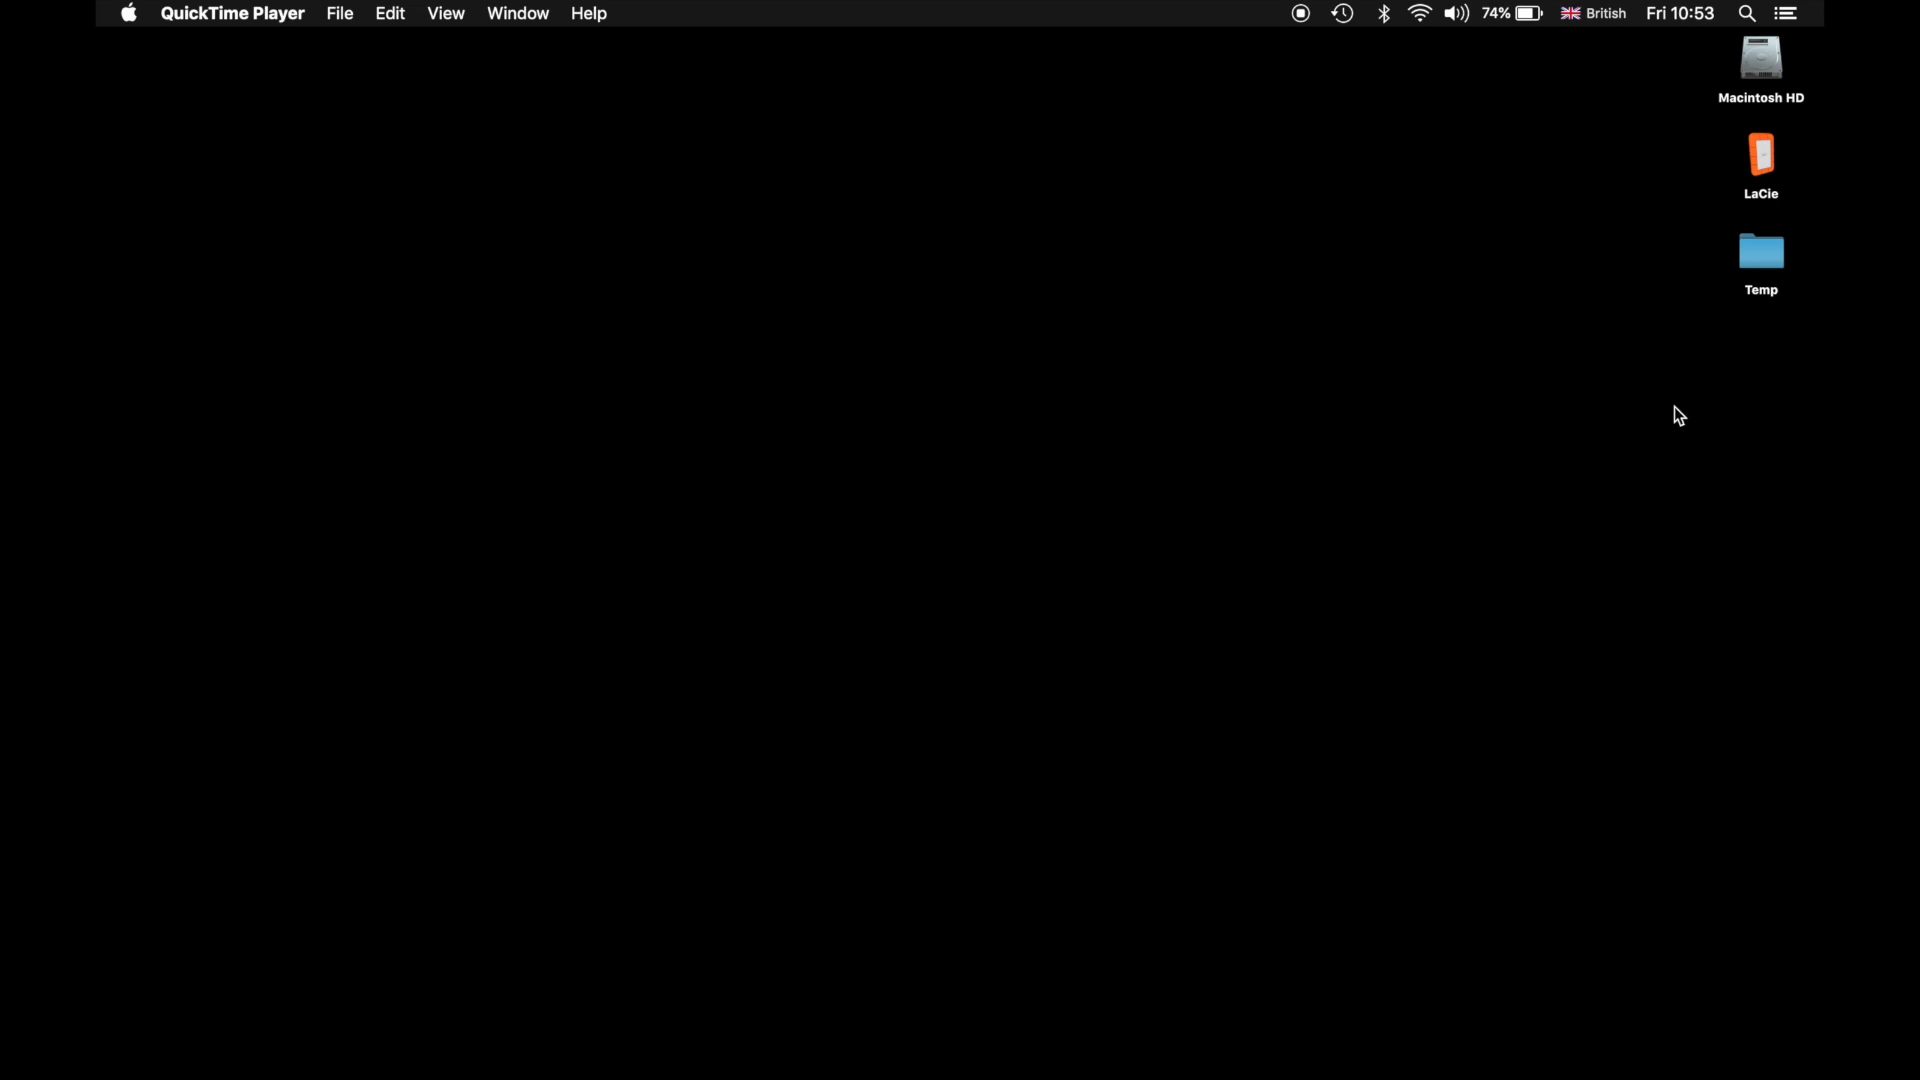 QuickTime Player File Edit View Window Help 74% British Fri 10:53
Macintosh HD
LaCie
Temp